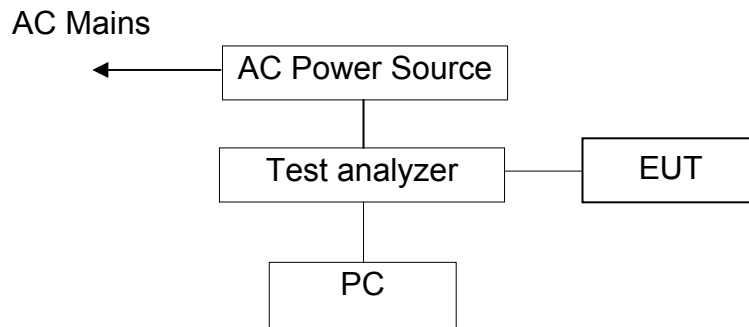 AC Mains
AC Power Source
Test analyzer
EUT
PC